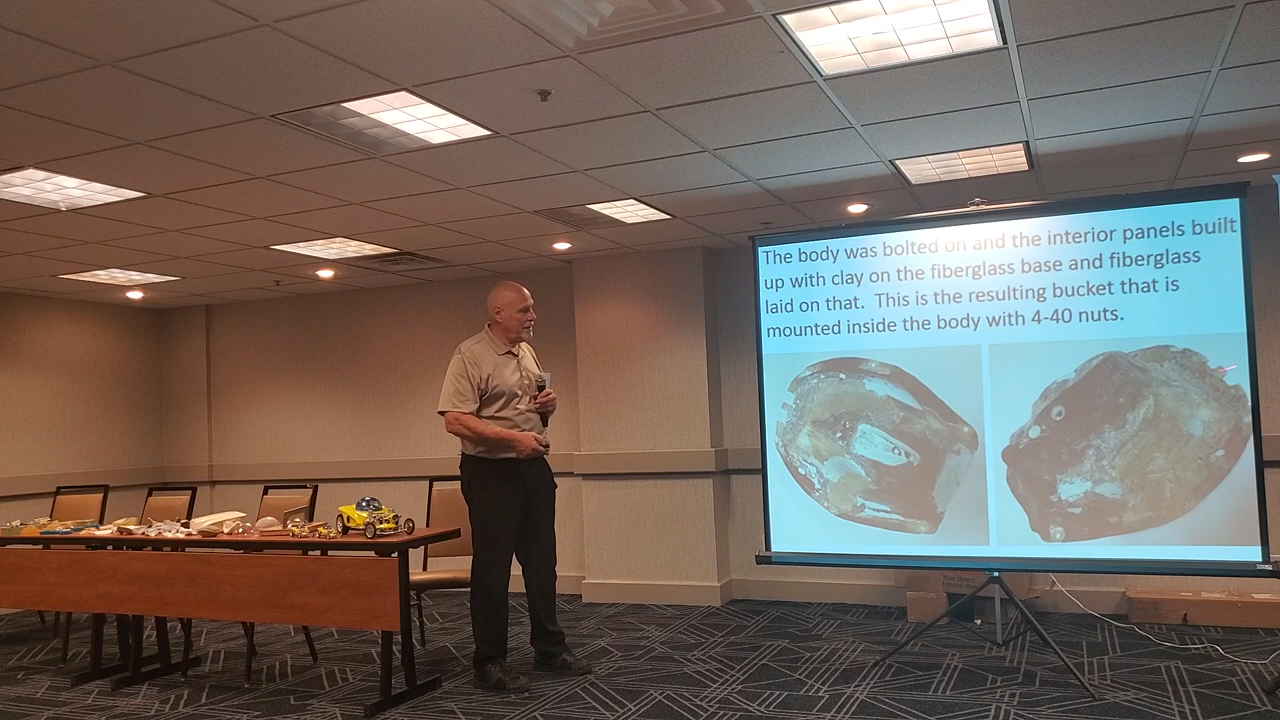 The body was bolted on and the interior panels built
up with clay on the fiberglass base and fiberglass
laid on that.  This is the resulting bucket that is
mounted inside the body with 4-40 nuts.